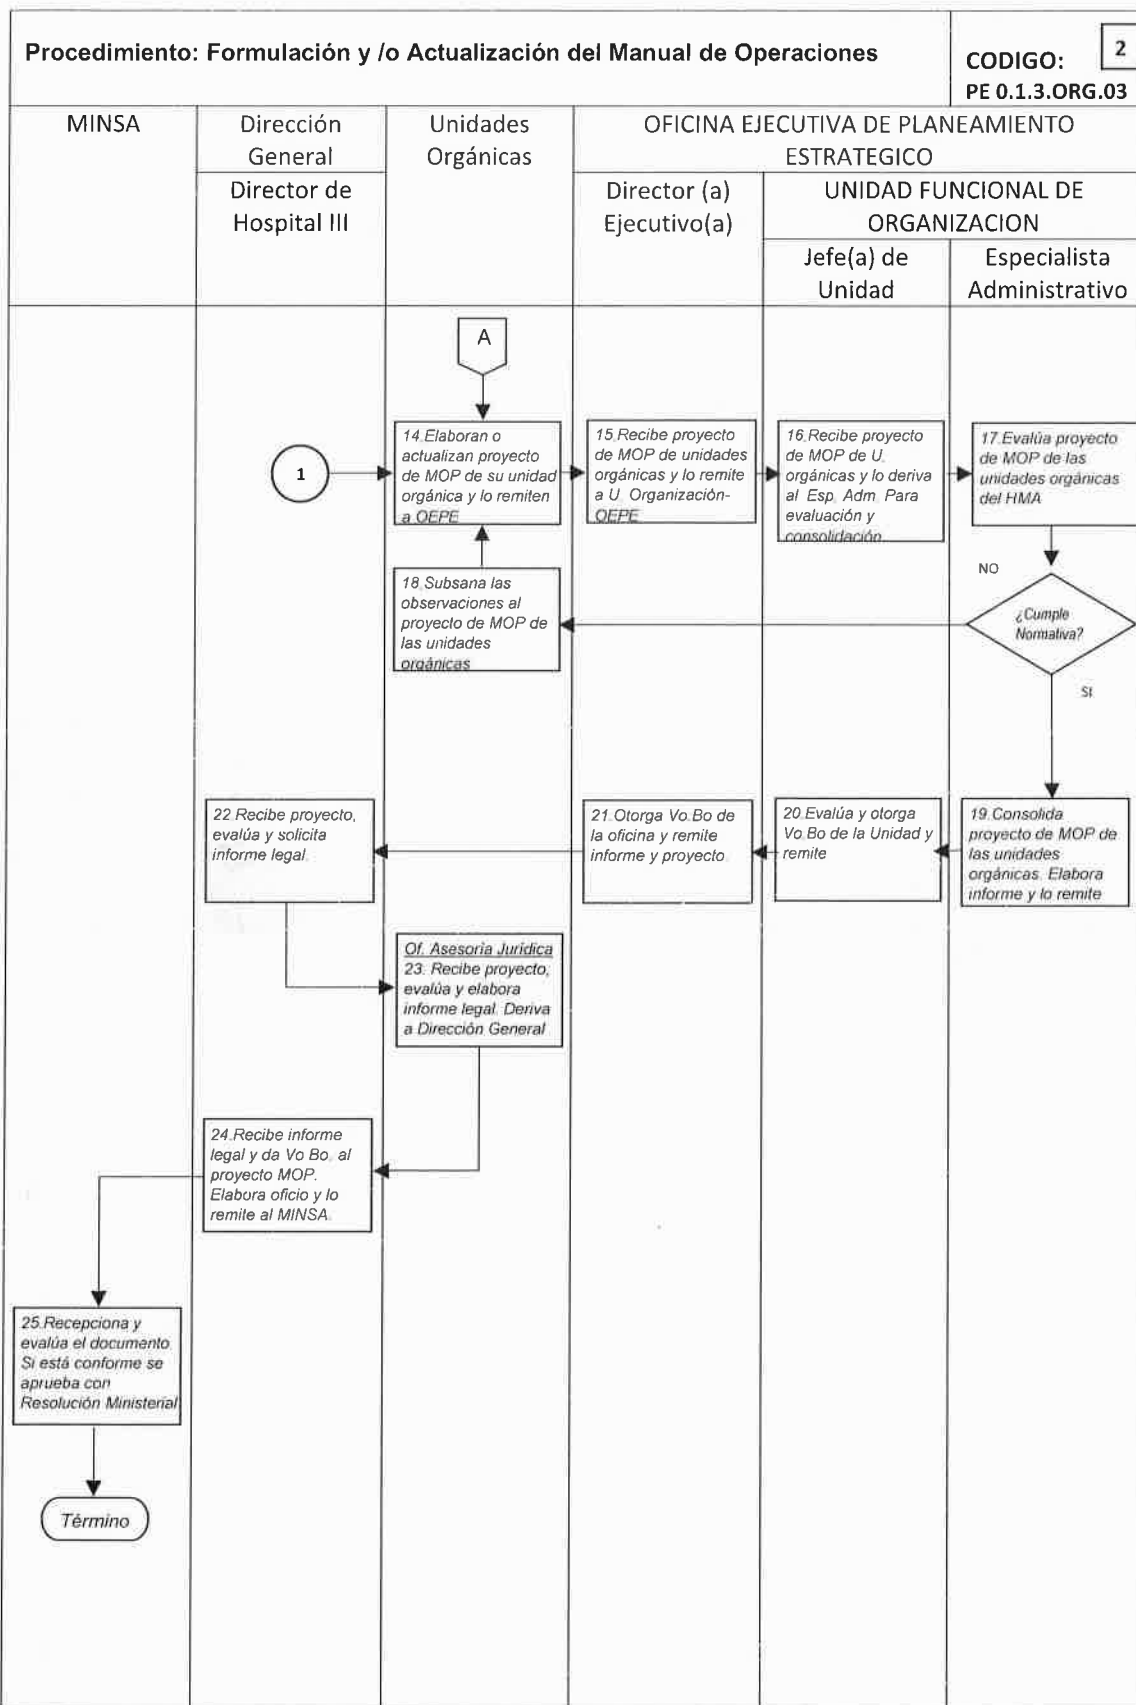 Procedimiento: Formulación y /o Actualización del Manual de Operaciones
CODIGO:
2
PE 0.1.3.ORG.03
MINSA
Dirección
General
Unidades
Orgánicas
OFICINA EJECUTIVA DE PLANEAMIENTO
ESTRATEGICO
Director de
Hospital III
Director (a)
Ejecutivo(a)
UNIDAD FUNCIONAL DE
ORGANIZACION
Jefe(a) de
Unidad
Especialista
Administrativo
A
1
14.Elaboran o
actualizan proyecto
de MOP de su unidad
orgánica y lo remiten
a OEPE
15.Recibe proyecto
de MOP de unidades
orgánicas y lo remite
a U. Organización-
OEPE
16.Recibe proyecto
de MOP de U.
orgánicas y lo deriva
al Esp. Adm. Para
evaluación y
consolidación
17.Evalúa proyecto
de MOP de las
unidades orgánicas
del HMA
NO
¿Cumple
Normativa?
SI
18.Subsana las
observaciones al
proyecto de MOP de
las unidades
orgánicas
22.Recibe proyecto,
evalúa y solicita
informe legal.
21.Otorga Vo.Bo de
la oficina y remite
informe y proyecto
20.Evalúa y otorga
Vo.Bo de la Unidad y
remite
19.Consolida
proyecto de MOP de
las unidades
orgánicas. Elabora
informe y lo remite
Of. Asesoria Jurídica
23. Recibe proyecto,
evalúa y elabora
informe legal. Deriva
a Dirección General
24.Recibe informe
legal y da Vo Bo. al
proyecto MOP.
Elabora oficio y lo
remite al MINSA.
25.Recepciona y
evalúa el documento.
Si está conforme se
aprueba con
Resolución Ministerial
Término